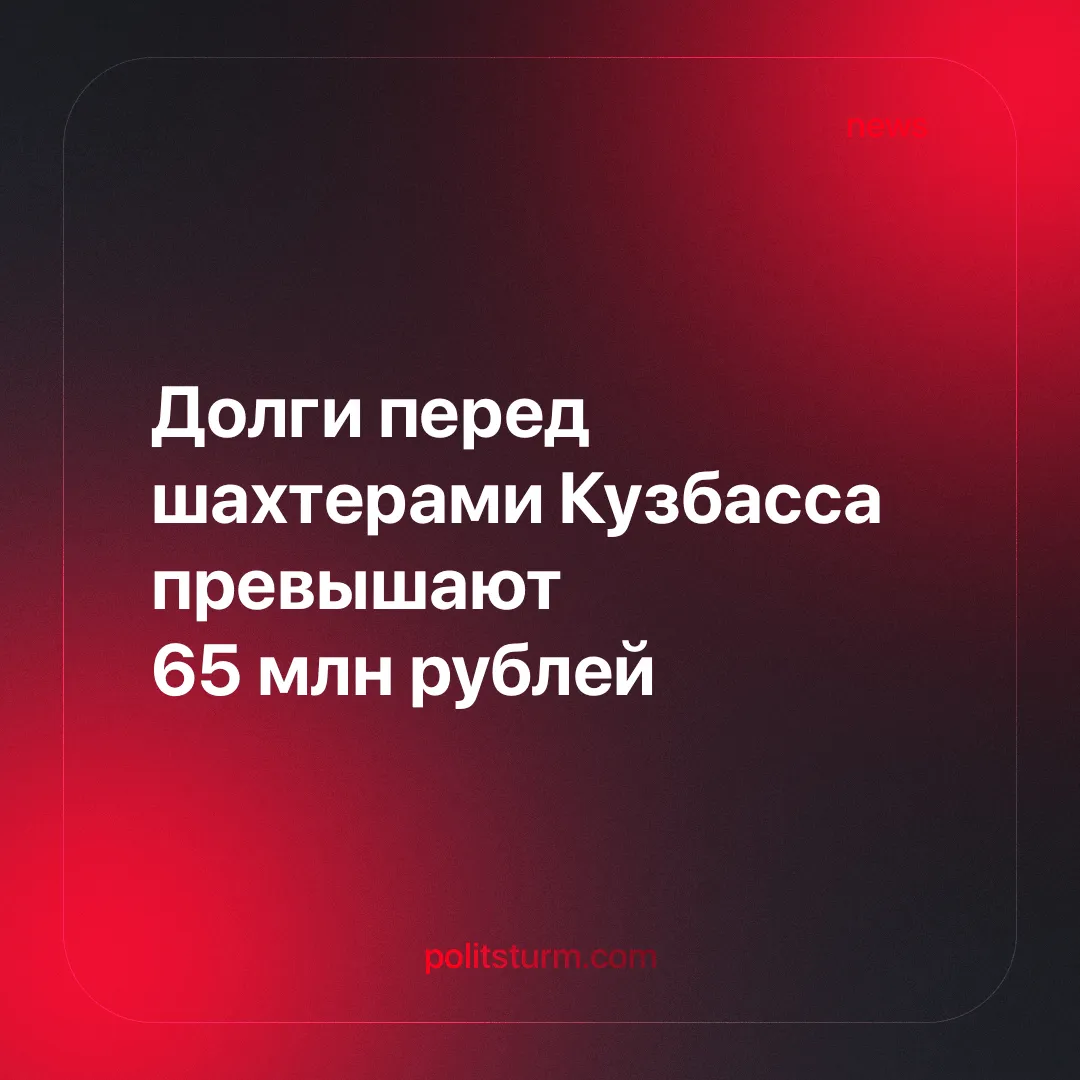 news
Долги перед
шахтерами Кузбасса
превышают
65 млн рублей
politsturm.com